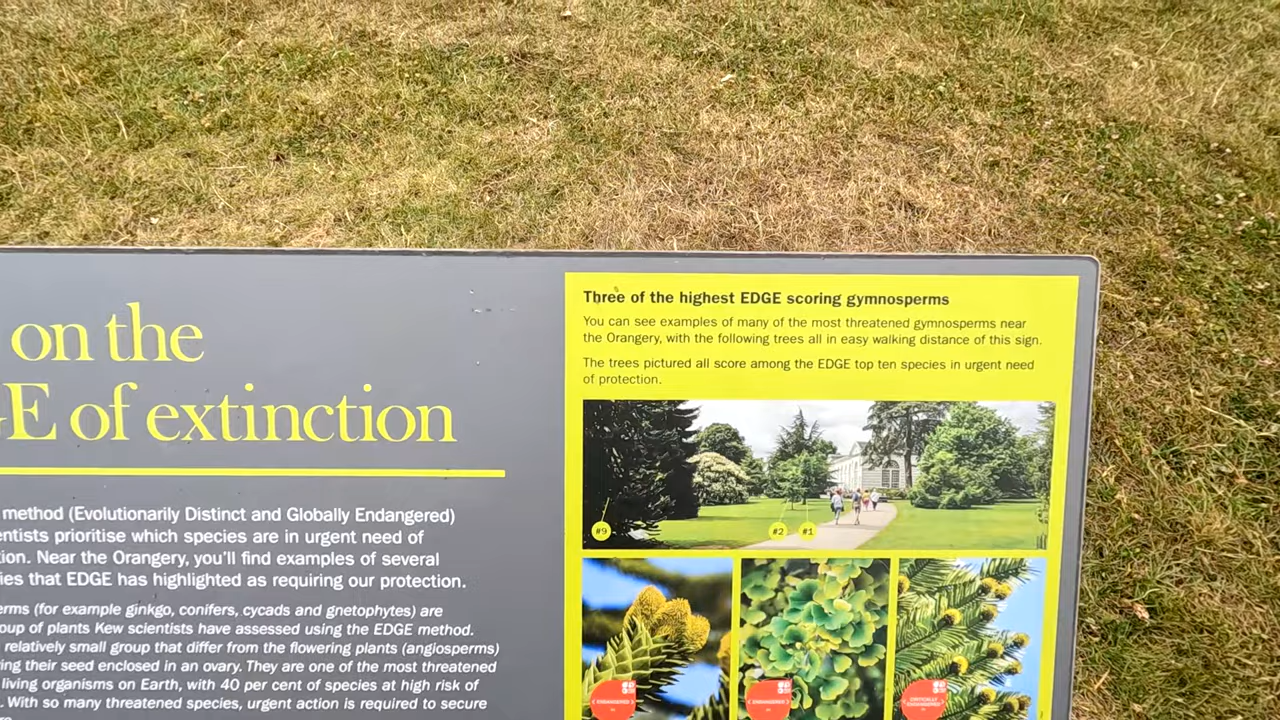 on the
E of extinction
method (Evolutionarily Distinct and Globally Endangered)
entists prioritise which species are in urgent need of
tion. Near the Orangery, you'll find examples of several
ies that EDGE has highlighted as requiring our protection.
erms (for example ginkgo, conifers, cycads and gnetophytes) are
oup of plants Kew scientists have assessed using the EDGE method.
relatively small group that differ from the flowering plants (angiosperms)
ing their seed enclosed in an ovary. They are one of the most threatened
living organisms on Earth, with 40 per cent of species at high risk of
. With so many threatened species, urgent action is required to secure
Three of the highest EDGE scoring gymnosperms
You can see examples of many of the most threatened gymnosperms near
the Orangery, with the following trees all in easy walking distance of this sign.
The trees pictured all score among the EDGE top ten species in urgent need
of protection.
#9 #2 #1
ENDANGERED ENDANGERED CRITICALLY
ENDANGERED